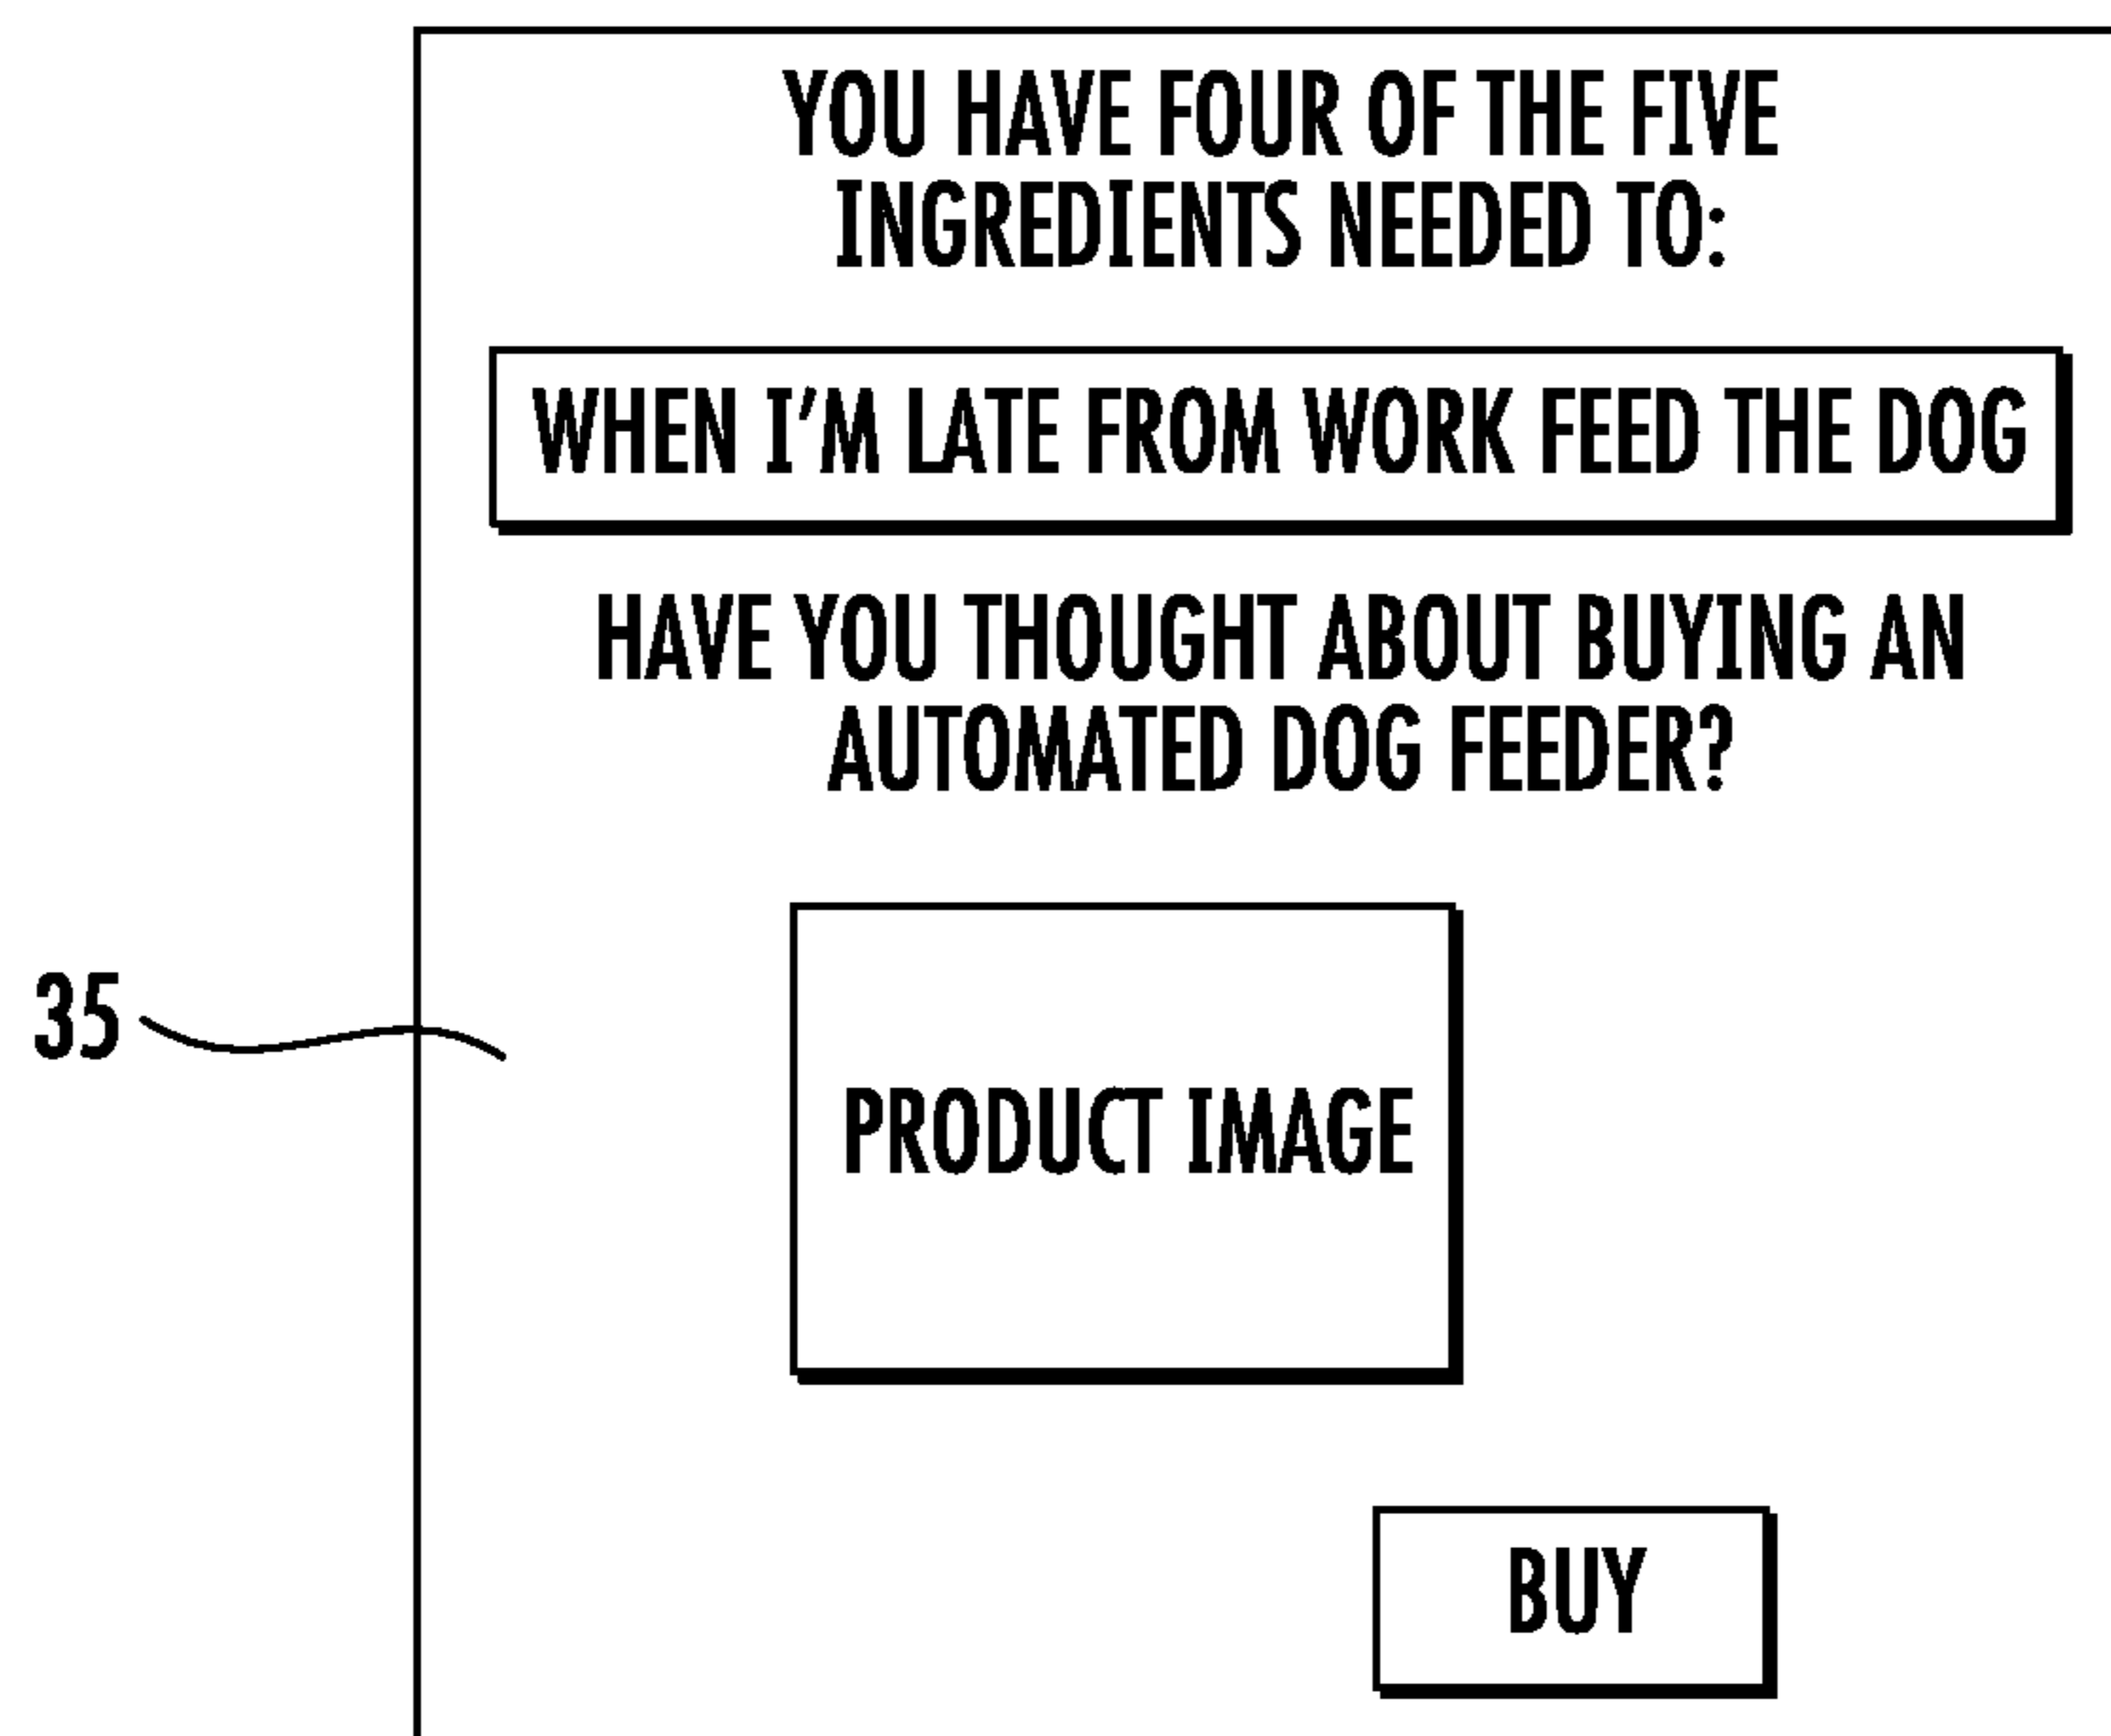 YOU HAVE FOUR OF THE FIVE
INGREDIENTS NEEDED TO:
WHEN I'M LATE FROM WORK FEED THE DOG
HAVE YOU THOUGHT ABOUT BUYING AN
AUTOMATED DOG FEEDER?
35
PRODUCT IMAGE
BUY